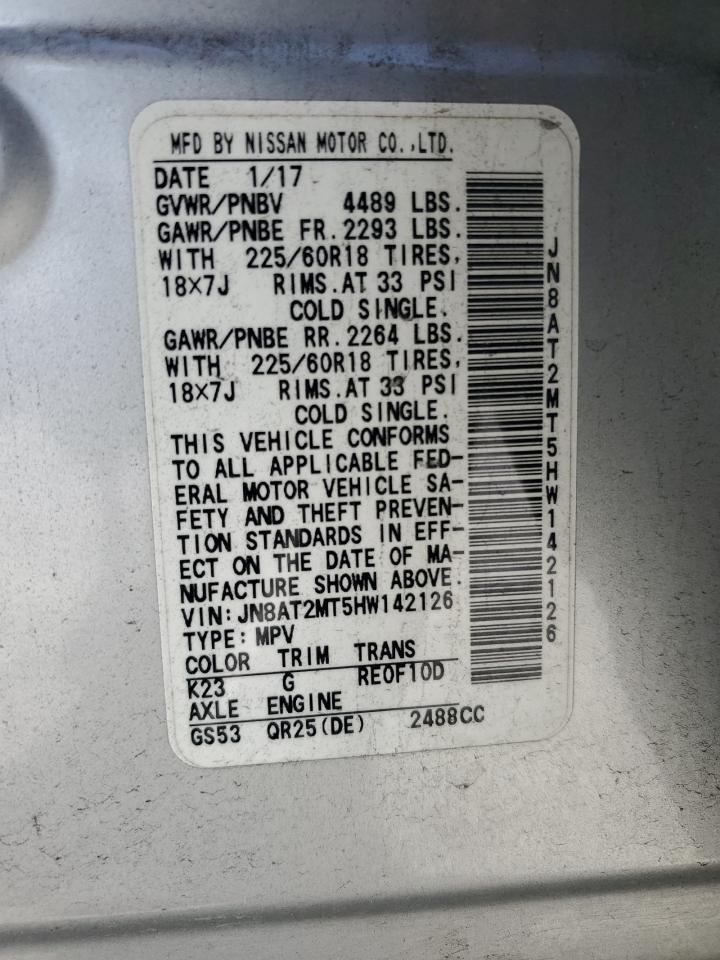 MFD BY NISSAN MOTOR CO.,LTD.
DATE 1/17
GVWR/PNBV 4489 LBS.
GAWR/PNBE FR.2293 LBS.
WITH 225/60R18 TIRES,
18×7J RIMS.AT 33 PSI
COLD SINGLE.
GAWR/PNBE RR.2264 LBS.
WITH 225/60R18 TIRES,
18×7J RIMS.AT 33 PSI
COLD SINGLE.
THIS VEHICLE CONFORMS
TO ALL APPLICABLE FED-
ERAL MOTOR VEHICLE SA-
FETY AND THEFT PREVEN-
TION STANDARDS IN EFF-
ECT ON THE DATE OF MA-
NUFACTURE SHOWN ABOVE.
VIN:JN8AT2MT5HW142126
TYPE:MPV
COLOR TRIM TRANS
K23 G RE0F10D
AXLE ENGINE
GS53 QR25(DE) 2488CC
JN8AT2MT5HW142126